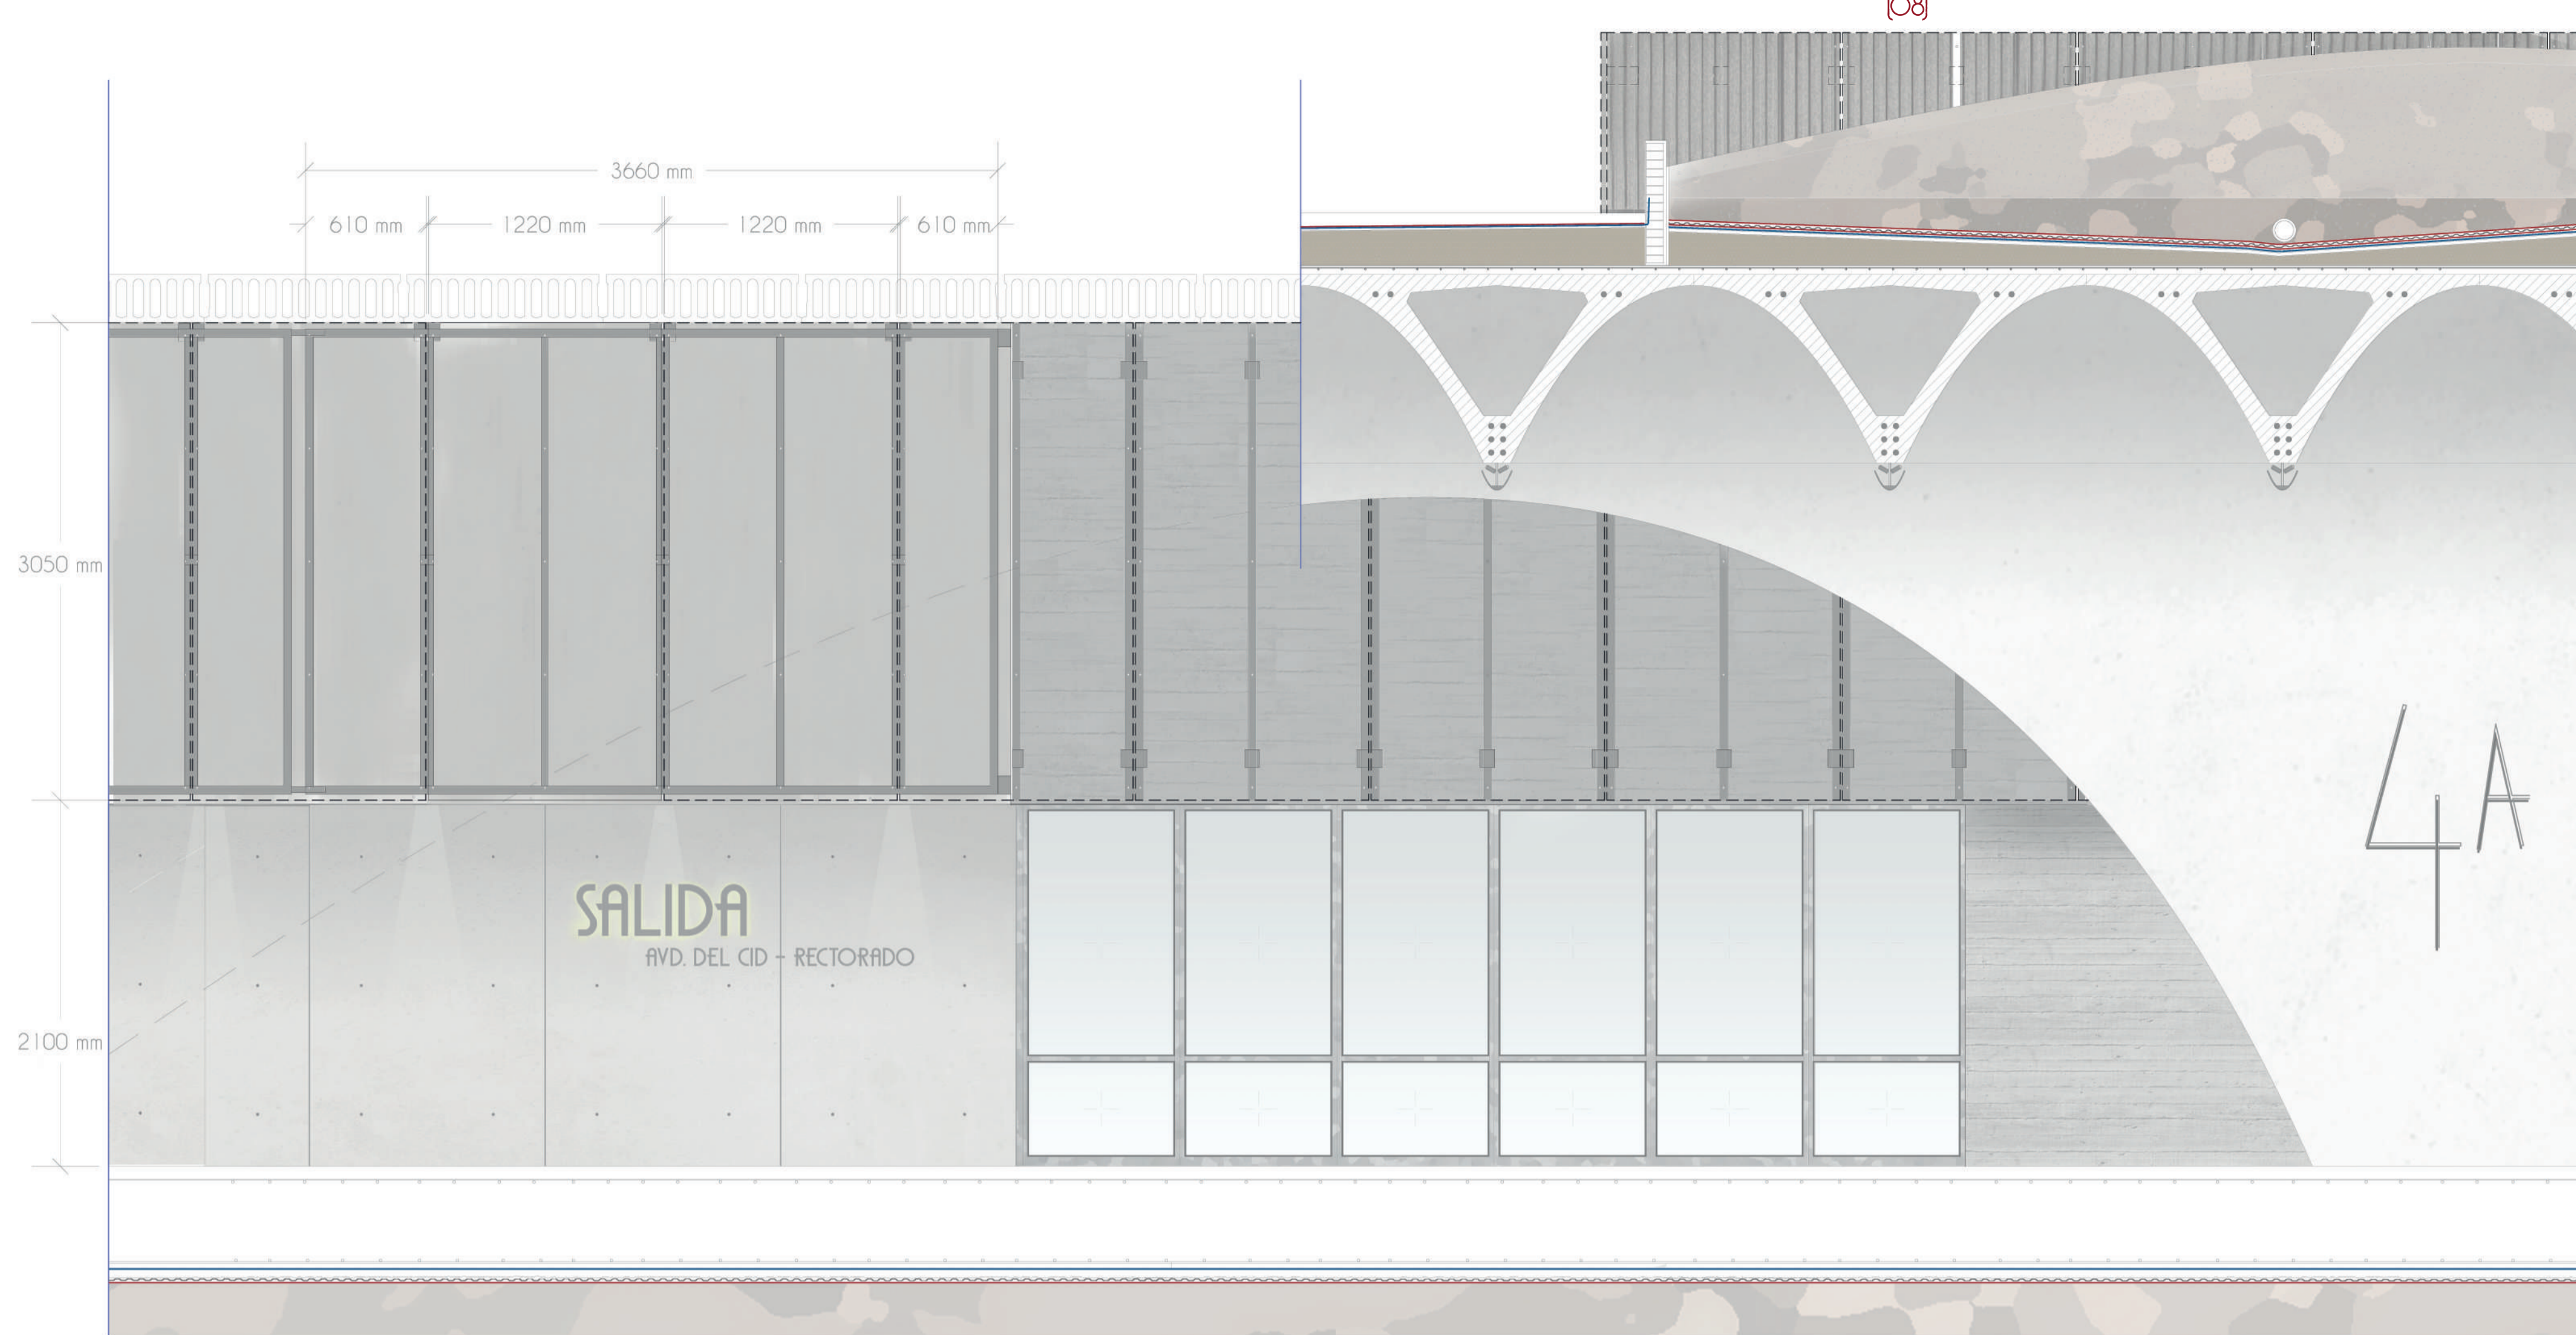 3660 mm
610 mm
1220 mm
1220 mm
610 mm
3050 mm
SALIDA
AVD. DEL CID - RECTORADO
2100 mm
4A